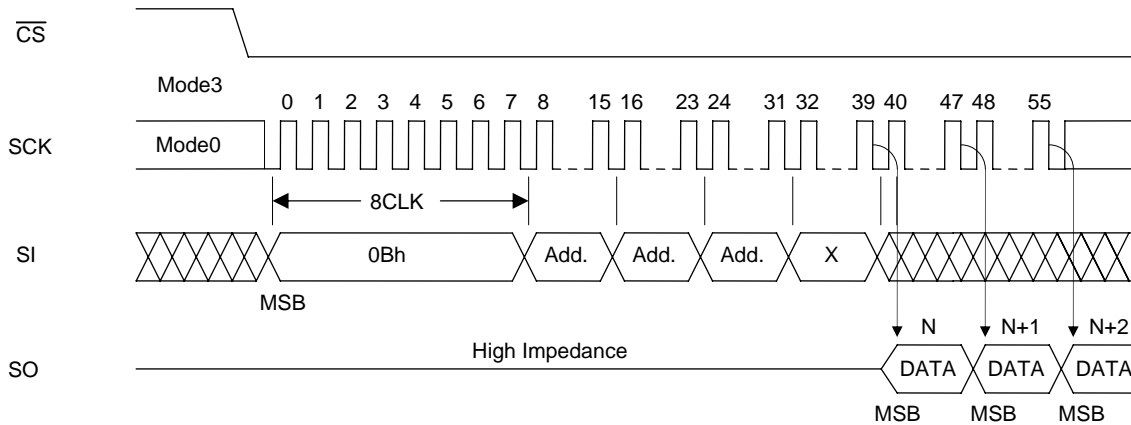 CS
Mode3
0 1 2 3 4 5 6 7 8 15 16 23 24 31 32 39 40 47 48 55
SCK
Mode0
8CLK
SI
0Bh
Add.
Add.
Add.
X
MSB
N
N+1
N+2
High Impedance
SO
DATA
DATA
DATA
MSB
MSB
MSB